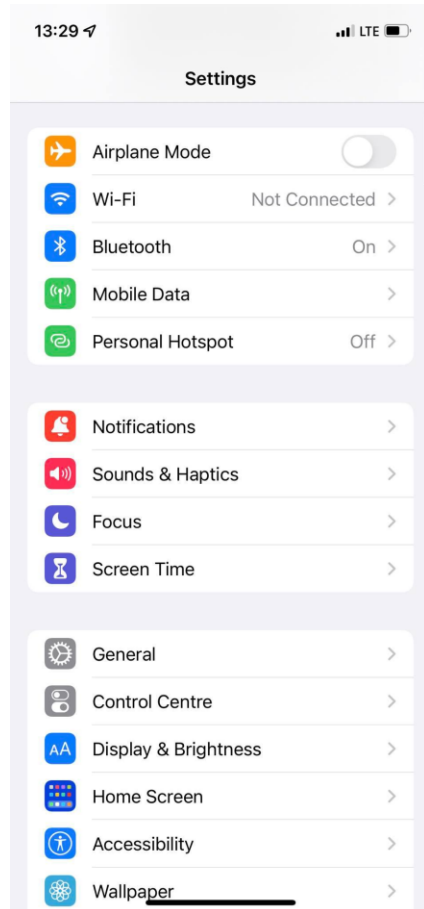 13:29 LTE
Settings
Airplane Mode
Wi-Fi Not Connected
Bluetooth On
Mobile Data
Personal Hotspot Off
Notifications
Sounds & Haptics
Focus
Screen Time
General
Control Centre
AA Display & Brightness
Home Screen
Accessibility
Wallpaper